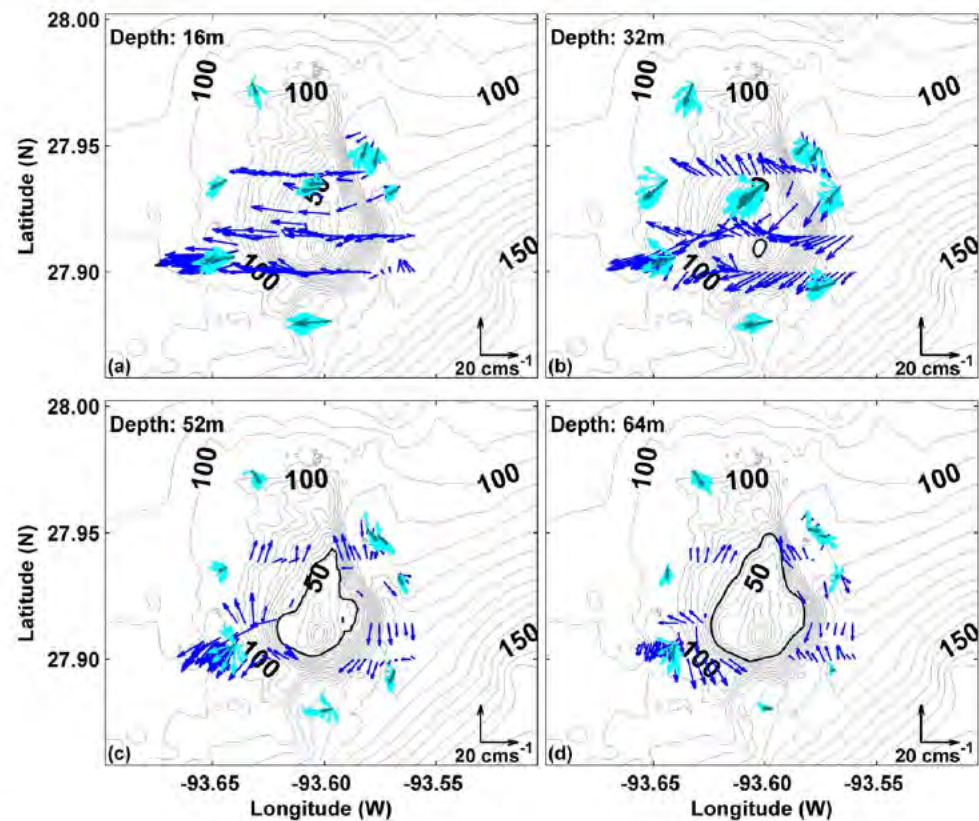 28.00
Depth: 16m
Depth: 32m
100
100
100
100
100
100
27.95
Latitude (N)
50
27.90
100
100
150
150
(a)
20 cms-1
(b)
20 cms-1
28.00
Depth: 52m
Depth: 64m
100
100
100
100
100
100
27.95
Latitude (N)
50
50
27.90
100
100
150
150
(c)
20 cms-1
(d)
20 cms-1
-93.65
-93.60
-93.55
-93.65
-93.60
-93.55
Longitude (W)
Longitude (W)